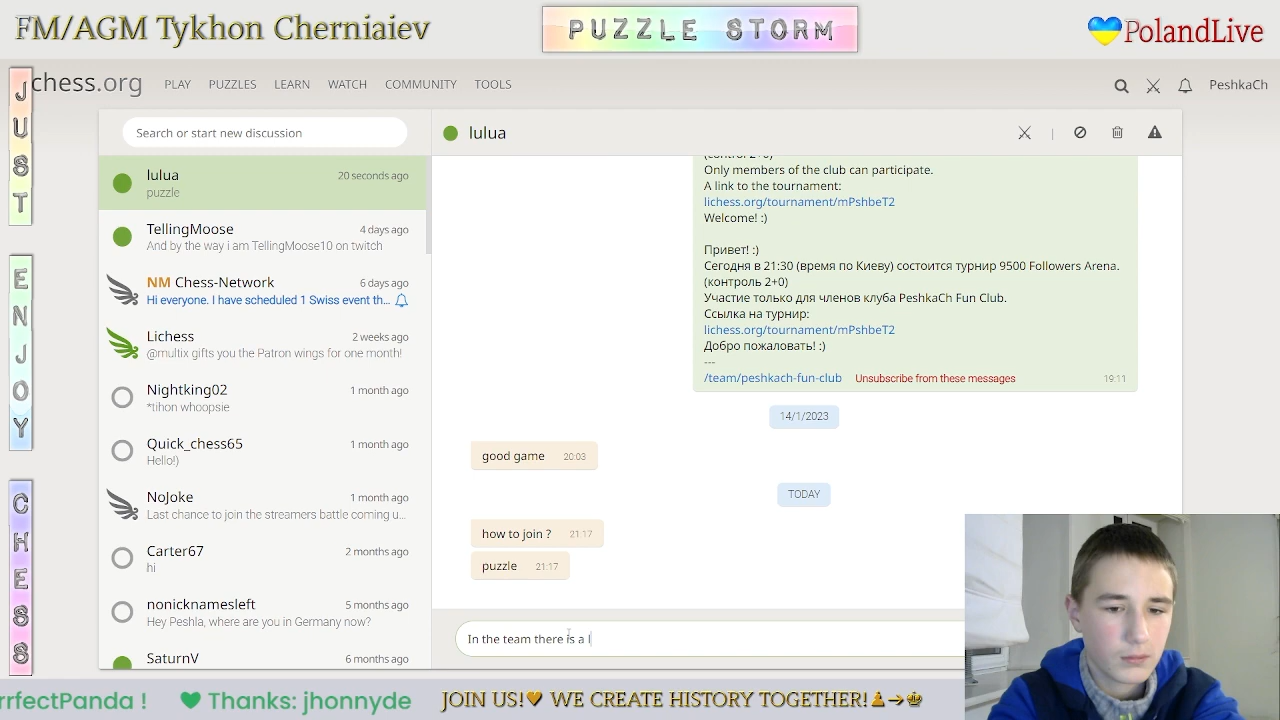 FM/AGM Tykhon Cherniaiev
PUZZLE STORM
PolandLive
JUST
ENJOY
CHESS
chess.org
PLAY PUZZLES LEARN WATCH COMMUNITY TOOLS
PeshkaCh
Search or start new discussion
lulua 20 seconds ago
puzzle
TellingMoose 4 days ago
And by the way i am TellingMoose10 on twitch
NM Chess-Network 6 days ago
Hi everyone. I have scheduled 1 Swiss event th...
Lichess 2 weeks ago
@multix gifts you the Patron wings for one month!
Nightking02 1 month ago
*tihon whoopsie
Quick_chess65 1 month ago
Hello!)
NoJoke 1 month ago
Last chance to join the streamers battle coming u...
Carter67 2 months ago
hi
nonicknamesleft 5 months ago
Hey Peshla, where are you in Germany now?
SaturnV 6 months ago
lulua
(control 2+0)
Only members of the club can participate.
A link to the tournament:
lichess.org/tournament/mPshbeT2
Welcome! :)
Привет! :)
Сегодня в 21:30 (время по Киеву) состоится турнир 9500 Followers Arena.
(контроль 2+0)
Участие только для членов клуба PeshkaCh Fun Club.
Ссылка на турнир:
lichess.org/tournament/mPshbeT2
Добро пожаловать! :)
---
/team/peshkach-fun-club Unsubscribe from these messages 19:11
14/1/2023
good game 20:03
TODAY
how to join ? 21:17
puzzle 21:17
In the team there is a l
rrfectPanda ! Thanks: jhonnyde JOIN US! WE CREATE HISTORY TOGETHER!